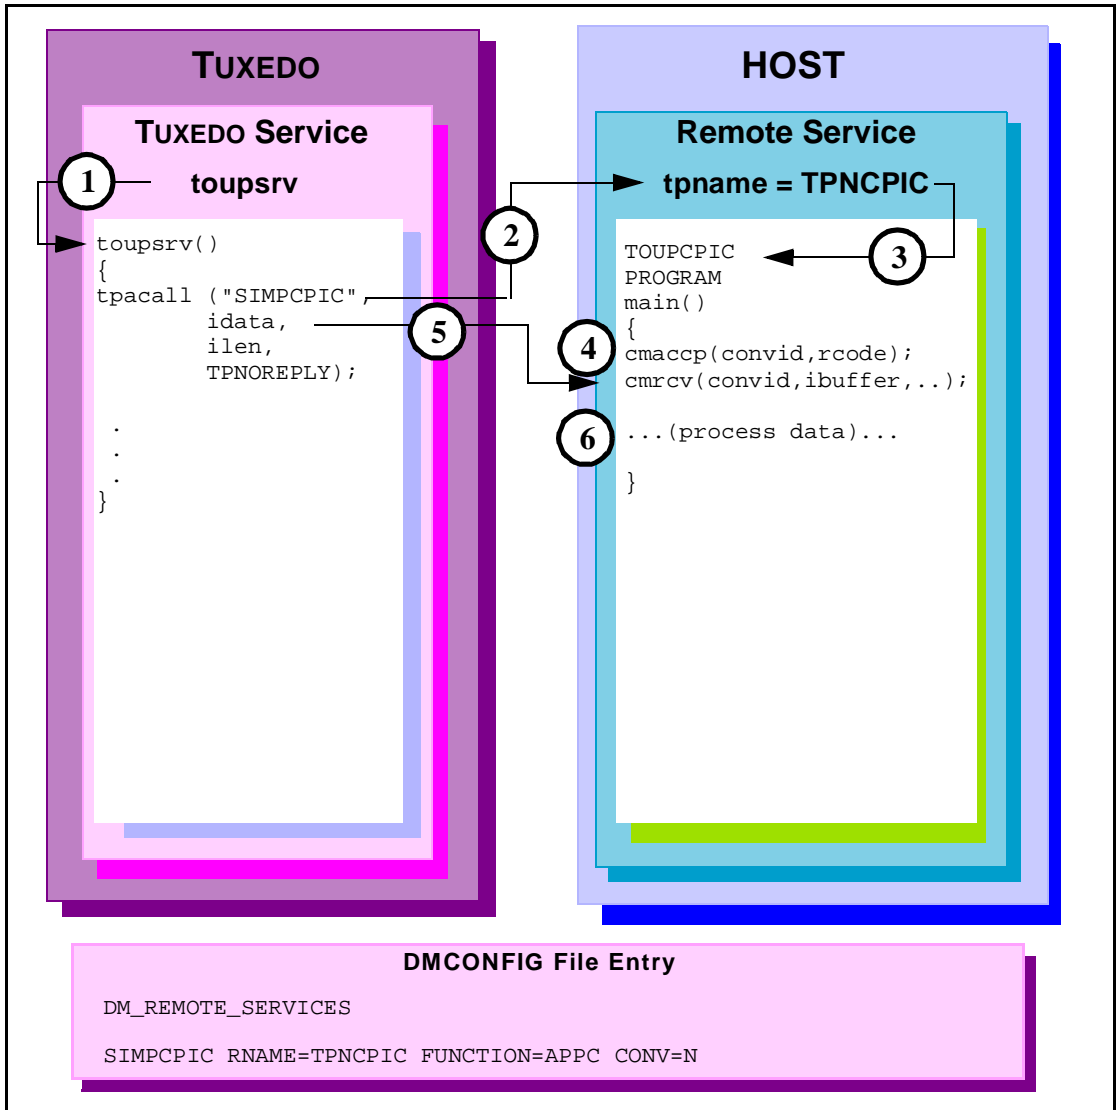 TUXEDO
TUXEDO Service
1
toupsrv
toupsrv()
{
tpacall ("SIMPCPIC",
idata,
ilen,
TPNOREPLY);
.
.
.
}
2
5
HOST
Remote Service
tpname = TPNCPIC
3
TOUPCPIC
PROGRAM
main()
{
4
cmaccp(convid,rcode);
cmrcv(convid,ibuffer,..);
6
...(process data)...
}
DMCONFIG File Entry
DM_REMOTE_SERVICES
SIMPCPIC RNAME=TPNCPIC FUNCTION=APPC CONV=N